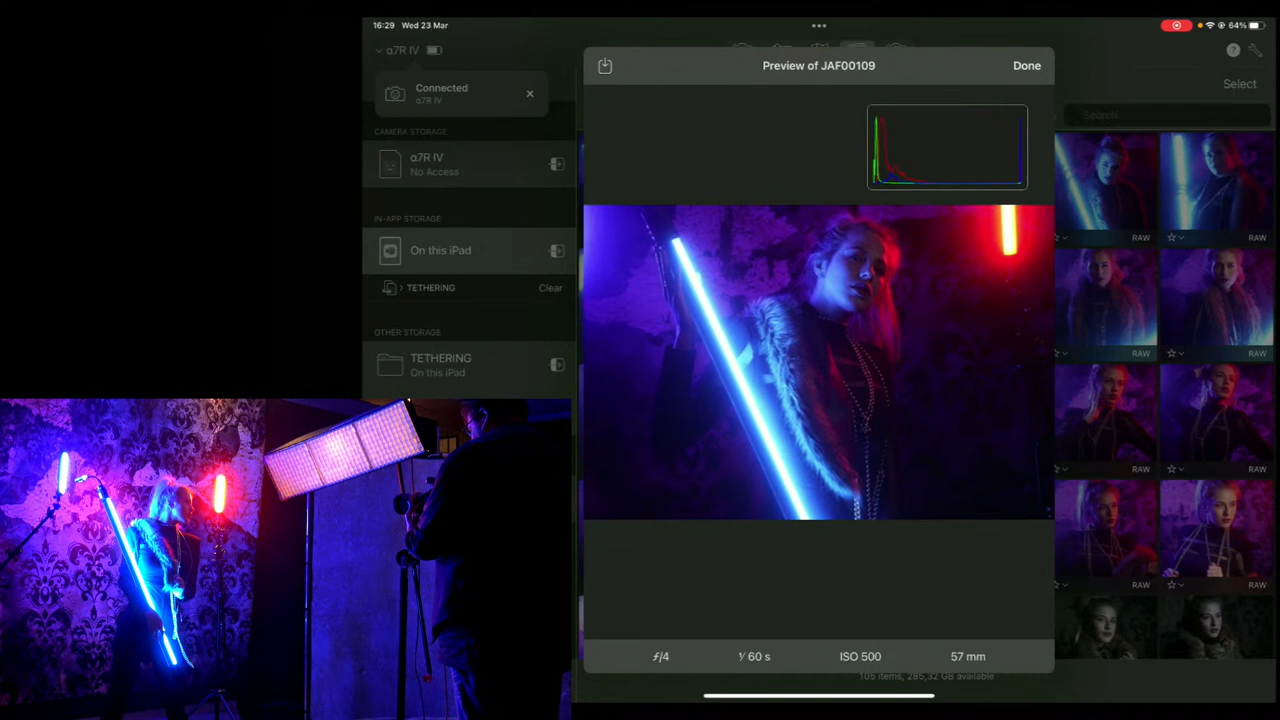 16:29 Wed 23 Mar
64%
α7R IV
Connected
α7R IV
CAMERA STORAGE
α7R IV
No Access
IN-APP STORAGE
On this iPad
TETHERING
Clear
OTHER STORAGE
TETHERING
On this iPad
Preview of JAF00109
Done
ƒ/4
1⁄60 s
ISO 500
57 mm
?
Select
Search
RAW
RAW
RAW
RAW
RAW
RAW
RAW
RAW
105 items, 285,32 GB available